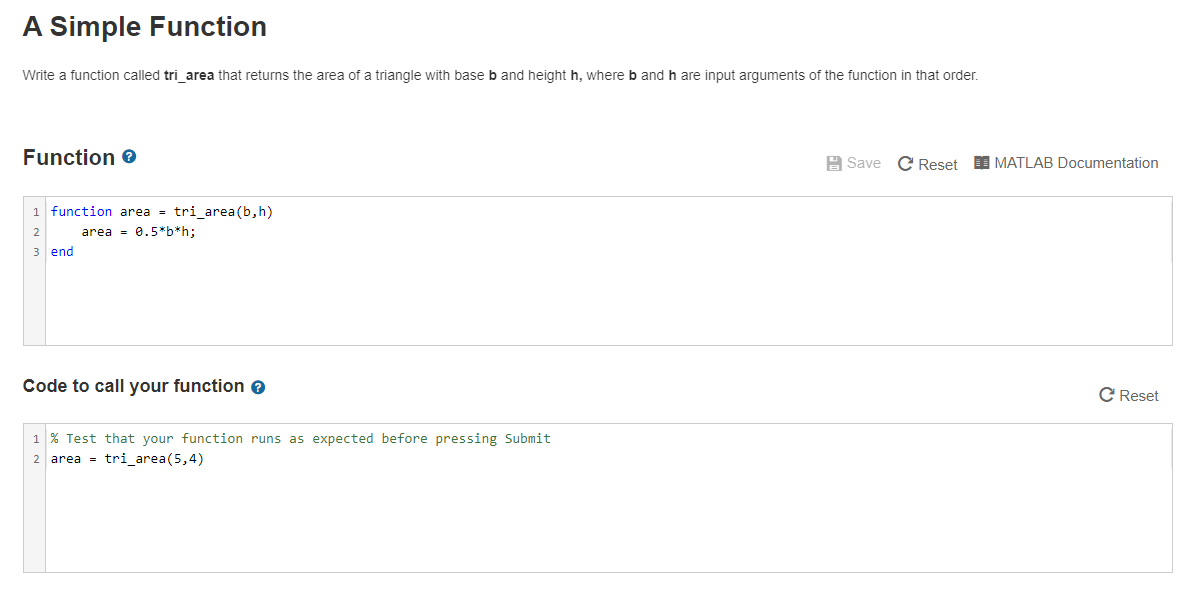 A Simple Function
Write a function called tri_area that returns the area of a triangle with base b and height h, where b and h are input arguments of the function in that order.
Function ?
Save Reset MATLAB Documentation
1 function area = tri_area(b,h)
2     area = 0.5*b*h;
3 end
Code to call your function ?
Reset
1 % Test that your function runs as expected before pressing Submit
2 area = tri_area(5,4)